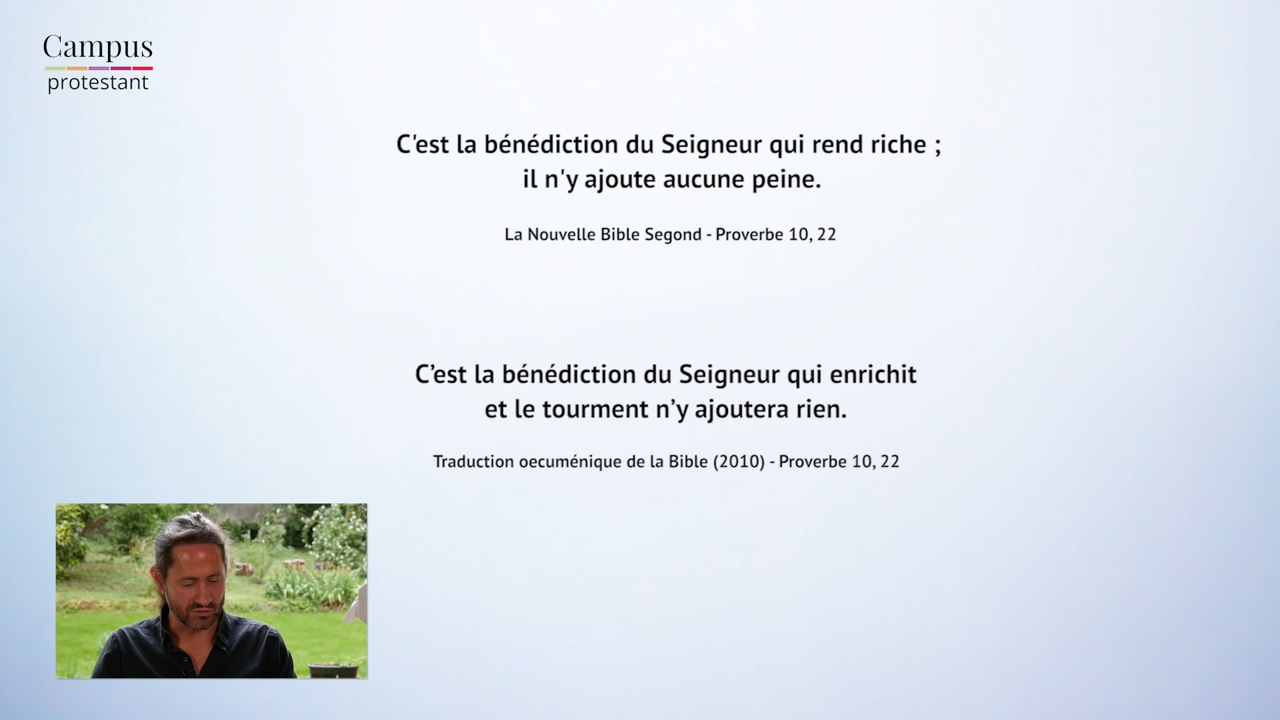 Campus
protestant
C'est la bénédiction du Seigneur qui rend riche ;
il n'y ajoute aucune peine.
La Nouvelle Bible Segond - Proverbe 10, 22
C’est la bénédiction du Seigneur qui enrichit
et le tourment n’y ajoutera rien.
Traduction oecuménique de la Bible (2010) - Proverbe 10, 22